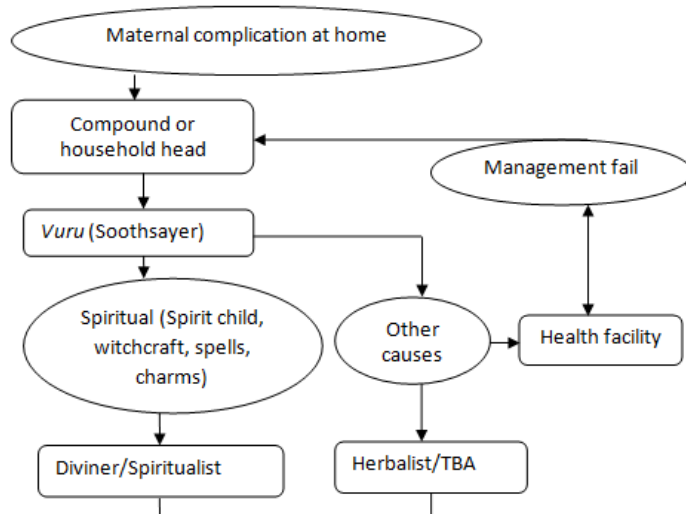 Maternal complication at home
Compound or
household head
Management fail
Vuru (Soothsayer)
Spiritual (Spirit child,
witchcraft, spells,
charms)
Other
causes
Health facility
Diviner/Spiritualist
Herbalist/TBA